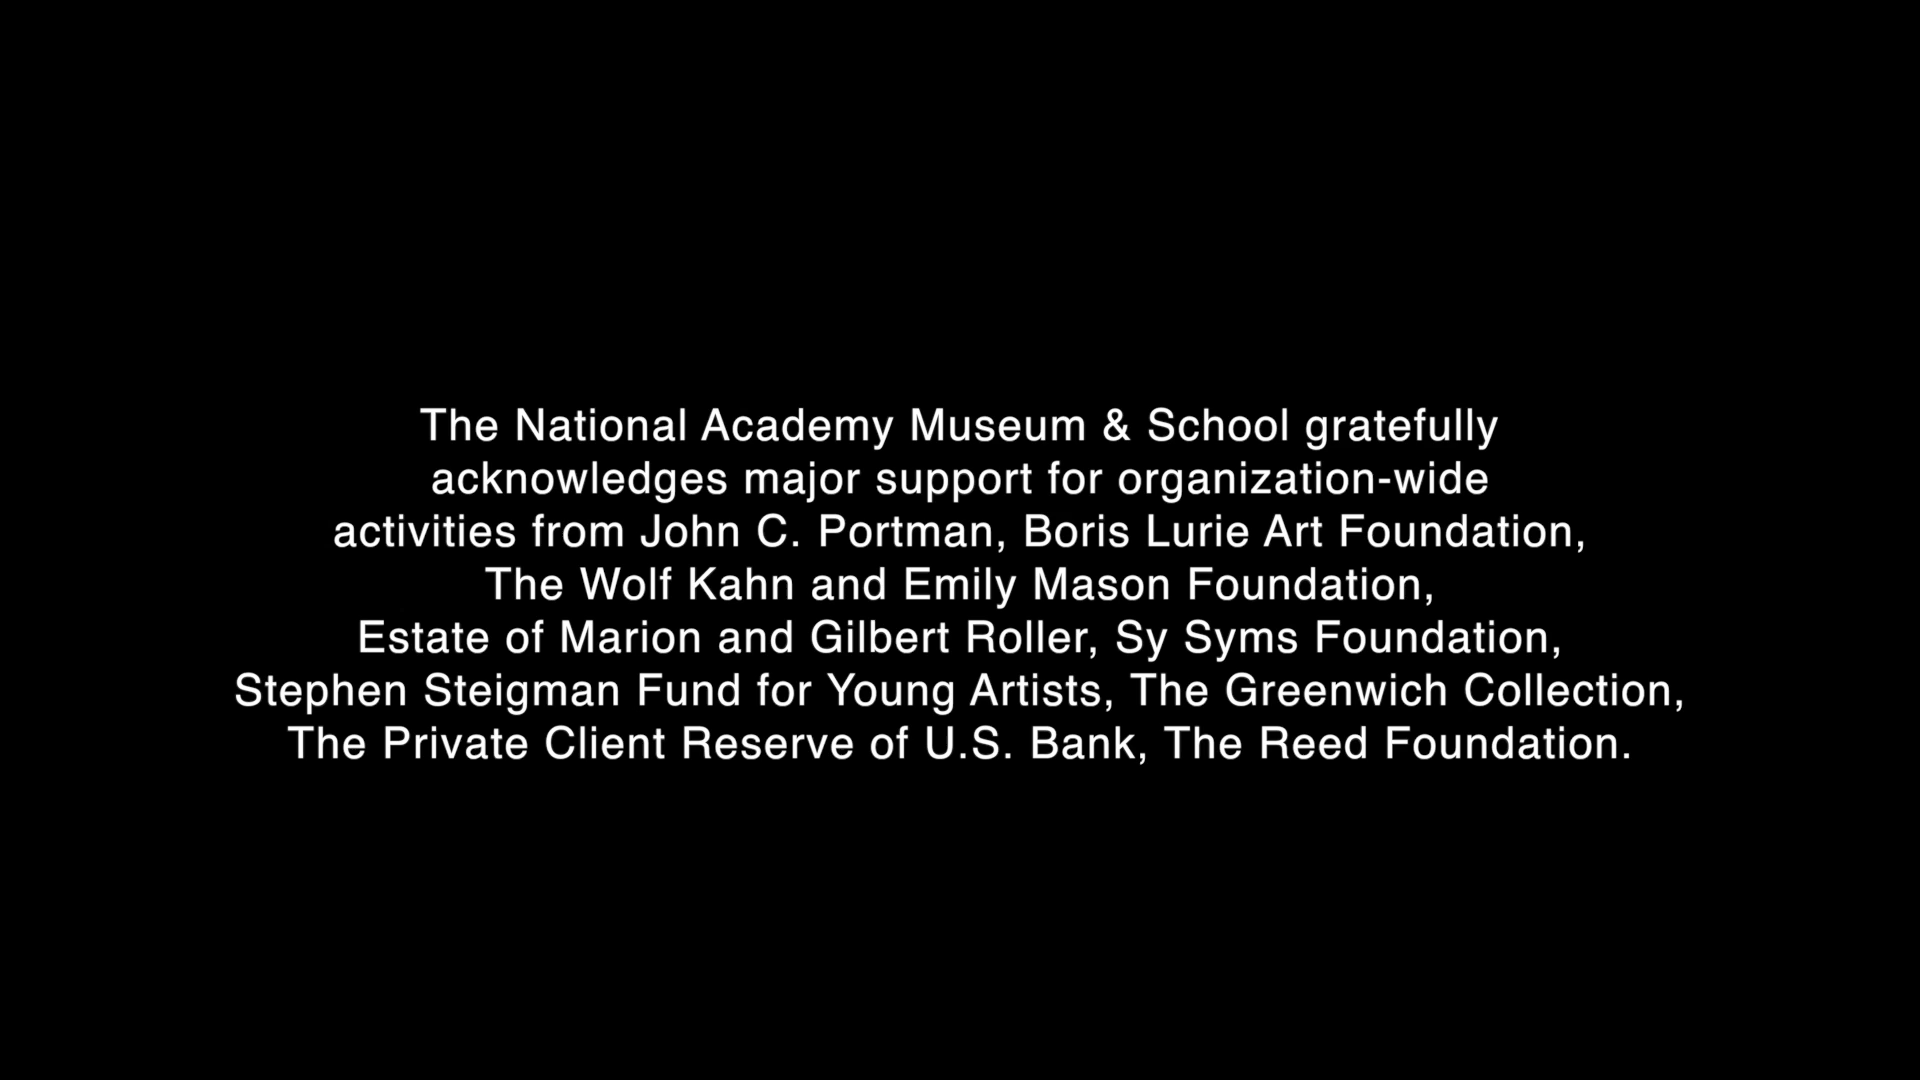 The National Academy Museum & School gratefully
acknowledges major support for organization-wide
activities from John C. Portman, Boris Lurie Art Foundation,
The Wolf Kahn and Emily Mason Foundation,
Estate of Marion and Gilbert Roller, Sy Syms Foundation,
Stephen Steigman Fund for Young Artists, The Greenwich Collection,
The Private Client Reserve of U.S. Bank, The Reed Foundation.